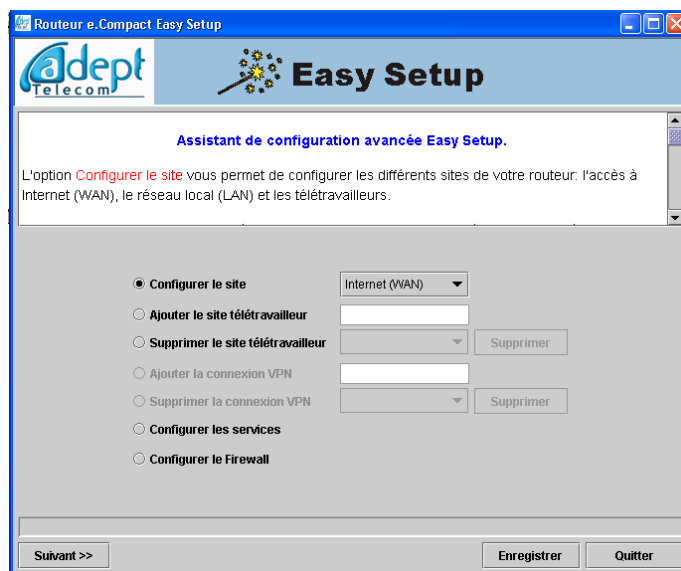 Routeur e.Compact Easy Setup
adept
Telecom
Easy Setup
Assistant de configuration avancée Easy Setup.
L'option Configurer le site vous permet de configurer les différents sites de votre routeur: l'accès à
Internet (WAN), le réseau local (LAN) et les télétravailleurs.
Configurer le site
Internet (WAN)
Ajouter le site télétravailleur
Supprimer le site télétravailleur
Supprimer
Ajouter la connexion VPN
Supprimer la connexion VPN
Supprimer
Configurer les services
Configurer le Firewall
Suivant >>
Enregistrer
Quitter